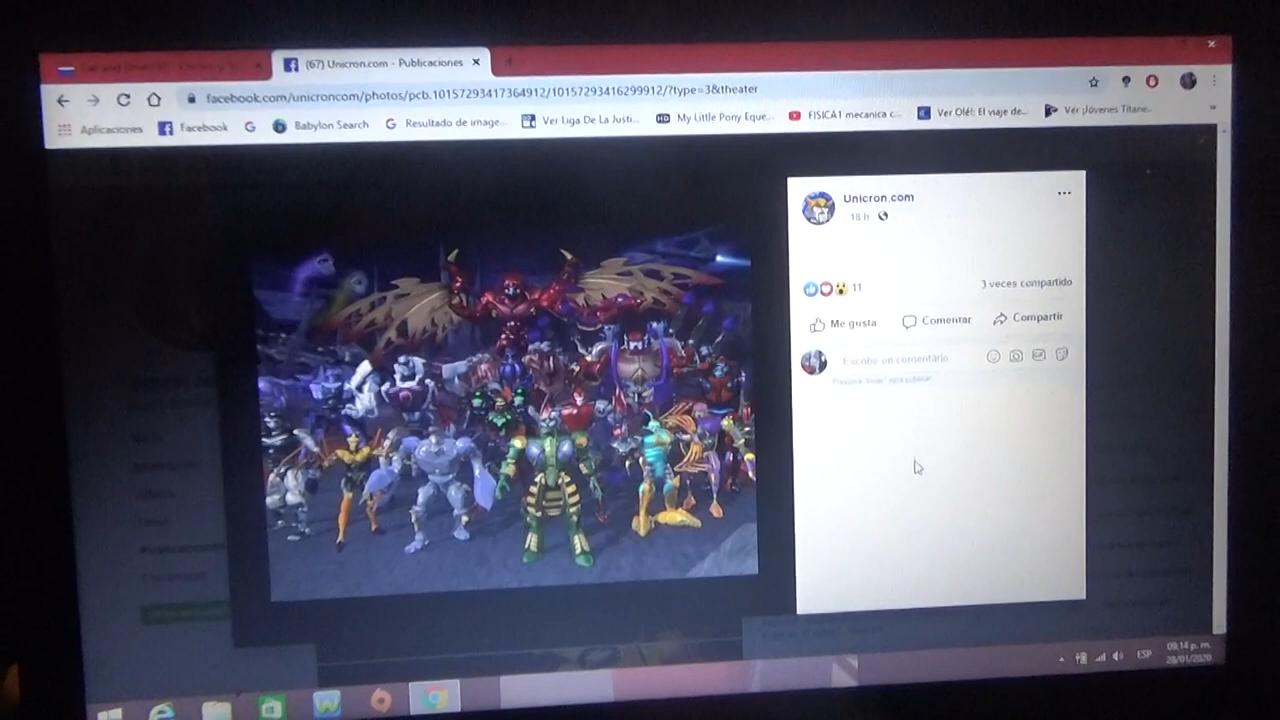 (67) Unicron.com - Publicaciones
facebook.com/unicroncom/photos/pcb.10157293417364912/10157293416299912/?type=3&theater
Aplicaciones Facebook Babylon Search Resultado de image... Ver Liga De La Justi... My Little Pony Eque... FISICA1 mecanica c... Ver Olé!: El viaje de... Ver ¡Jóvenes Titane...
Unicron.com
18 h
11 3 veces compartido
Me gusta Comentar Compartir
Escribe un comentario
ESP 09:14 p. m.
28/01/2020